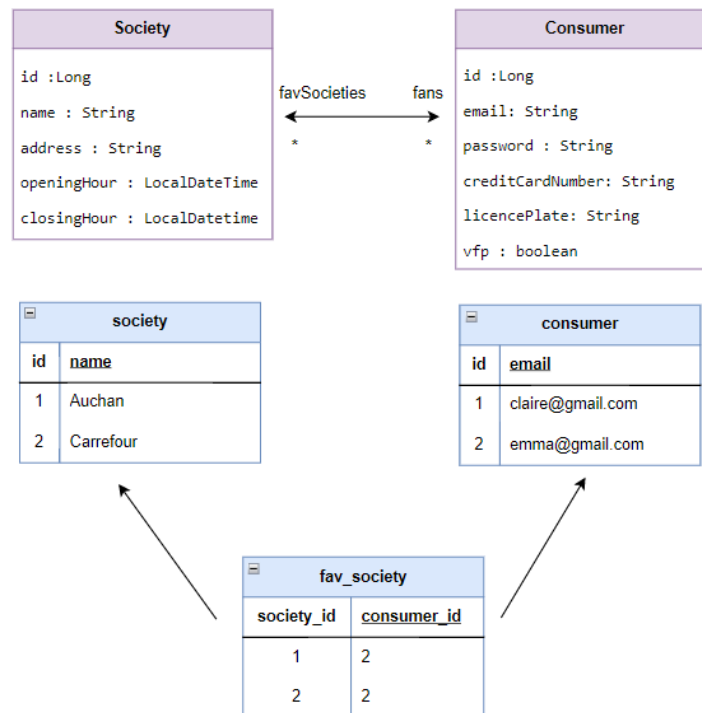 Society
id :Long
name : String
address : String
openingHour : LocalDateTime
closingHour : LocalDatetime
favSocieties fans
* *
Consumer
id :Long
email: String
password : String
creditCardNumber: String
licencePlate: String
vfp : boolean
society
id name
1 Auchan
2 Carrefour
consumer
id email
1 claire@gmail.com
2 emma@gmail.com
fav_society
society_id consumer_id
1 2
2 2